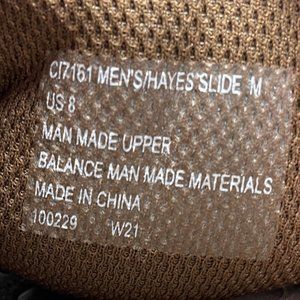 CI7161 MEN'S/HAYES SLIDE M
US 8
MAN MADE UPPER
BALANCE MAN MADE MATERIALS
MADE IN CHINA
100229 W21